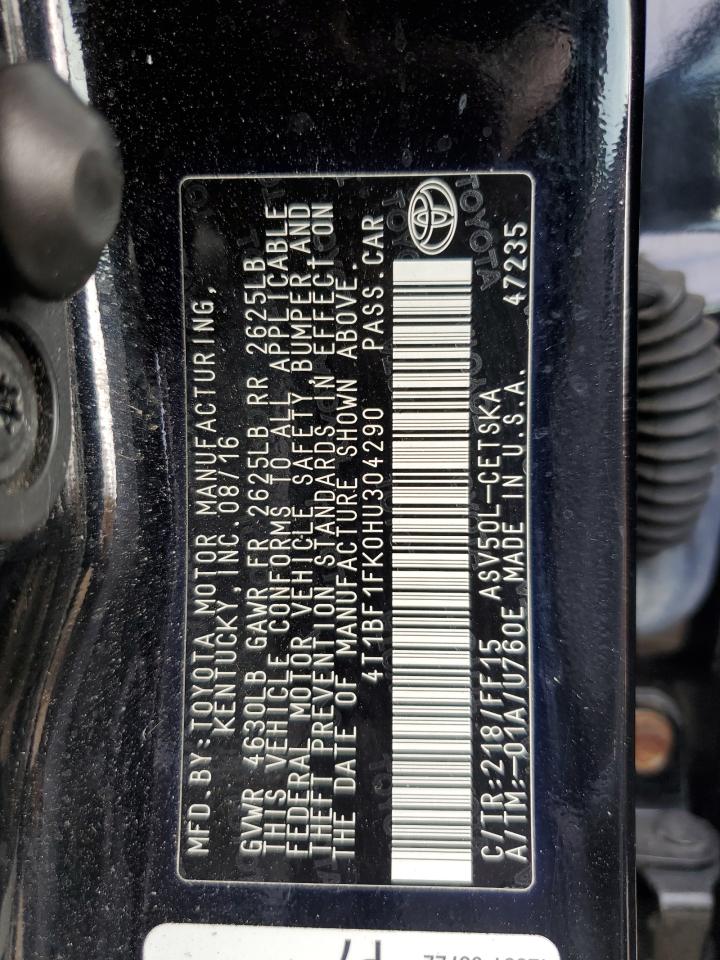 MFD.BY:TOYOTA MOTOR MANUFACTURING,
KENTUCKY, INC. 08/16
GVWR 4630LB GAWR FR 2625LB RR 2625LB
THIS VEHICLE CONFORMS TO ALL APPLICABLE
FEDERAL MOTOR VEHICLE SAFETY, BUMPER AND
THEFT PREVENTION STANDARDS IN EFFECT ON
THE DATE OF MANUFACTURE SHOWN ABOVE.
4T1BF1FK0HU304290 PASS.CAR
C/TR:218/FF15 ASV50L-CETSKA
A/TM:-01A/U760E MADE IN U.S.A. 47235